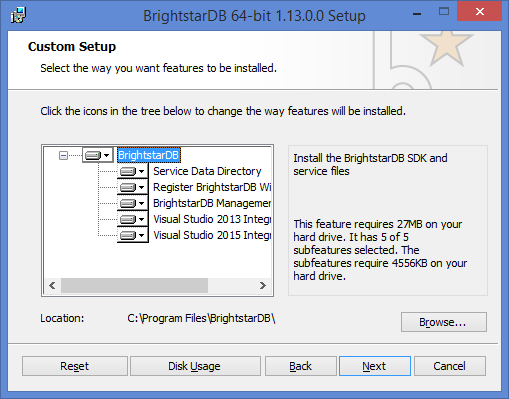 BrightstarDB 64-bit 1.13.0.0 Setup
Custom Setup
Select the way you want features to be installed.
Click the icons in the tree below to change the way features will be installed.
BrightstarDB
Service Data Directory
Register BrightstarDB Wi
BrightstarDB Manageme
Visual Studio 2013 Integ
Visual Studio 2015 Integ
Install the BrightstarDB SDK and
service files
This feature requires 27MB on your
hard drive. It has 5 of 5
subfeatures selected. The
subfeatures require 4556KB on your
hard drive.
Location: C:\Program Files\BrightstarDB\
Browse...
Reset Disk Usage Back Next Cancel